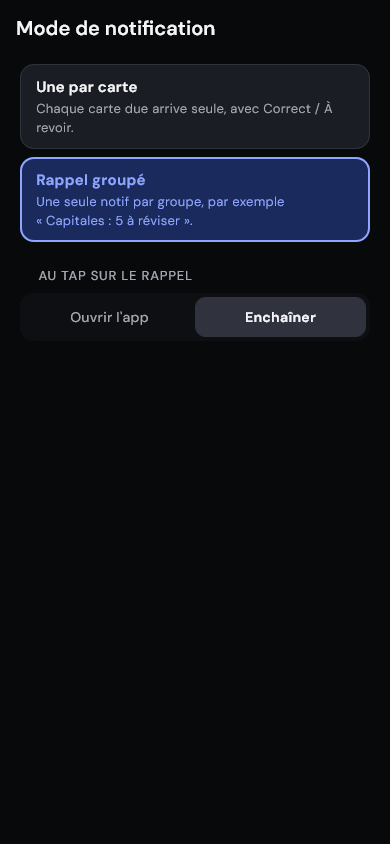 Mode de notification
Une par carte
Chaque carte due arrive seule, avec Correct / À
revoir.
Rappel groupé
Une seule notif par groupe, par exemple
« Capitales : 5 à réviser ».
AU TAP SUR LE RAPPEL
Ouvrir l'app
Enchaîner